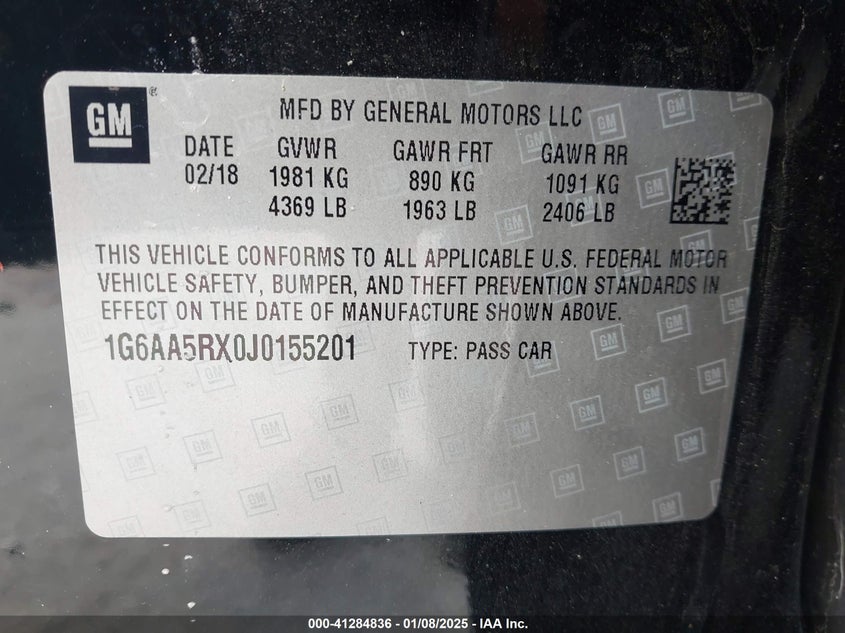 GM ®
MFD BY GENERAL MOTORS LLC
DATE GVWR GAWR FRT GAWR RR
02/18 1981 KG 890 KG 1091 KG
4369 LB 1963 LB 2406 LB
THIS VEHICLE CONFORMS TO ALL APPLICABLE U.S. FEDERAL MOTOR
VEHICLE SAFETY, BUMPER, AND THEFT PREVENTION STANDARDS IN
EFFECT ON THE DATE OF MANUFACTURE SHOWN ABOVE.
1G6AA5RX0J0155201 TYPE: PASS CAR
000-41284836 - 01/08/2025 - IAA Inc.